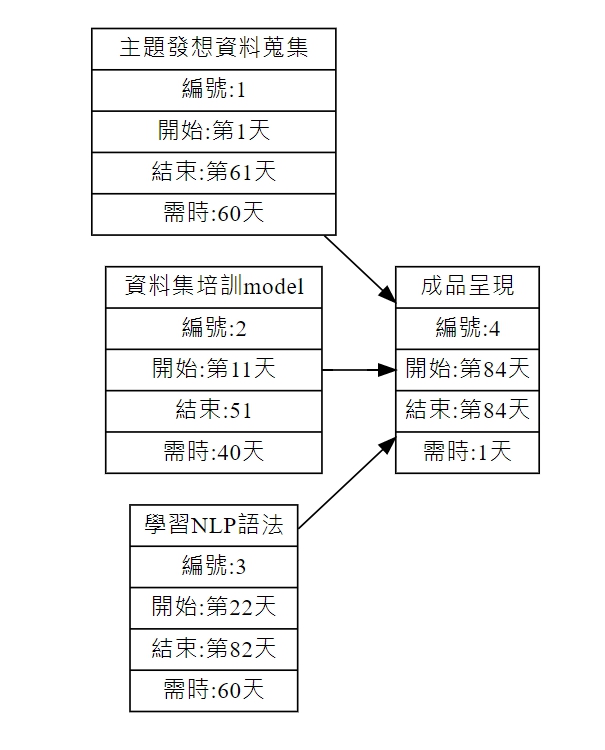 主題發想資料蒐集
編號:1
開始:第1天
結束:第61天
需時:60天
資料集培訓model
編號:2
開始:第11天
結束:51
需時:40天
學習NLP語法
編號:3
開始:第22天
結束:第82天
需時:60天
成品呈現
編號:4
開始:第84天
結束:第84天
需時:1天